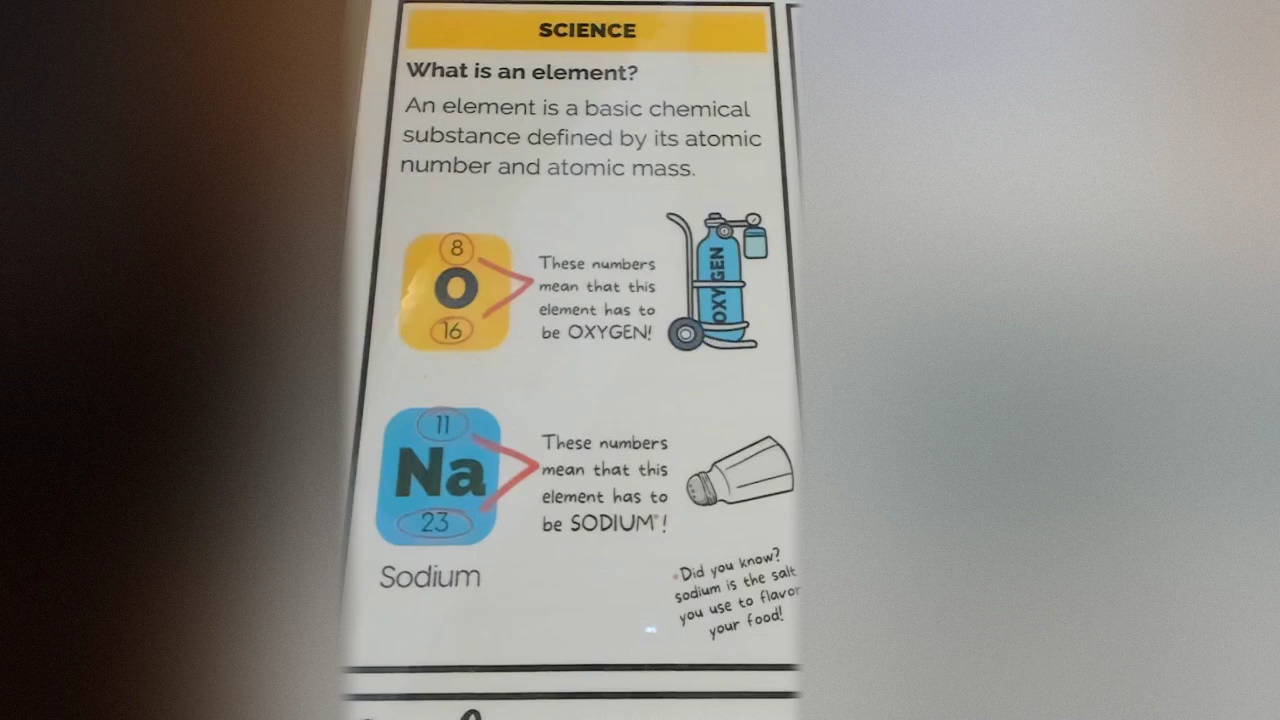 SCIENCE
What is an element?
An element is a basic chemical
substance defined by its atomic
number and atomic mass.
8
O
16
These numbers
mean that this
element has to
be OXYGEN!
OXYGEN
11
Na
23
Sodium
These numbers
mean that this
element has to
be SODIUM*!
*Did you know?
sodium is the salt
you use to flavor
your food!